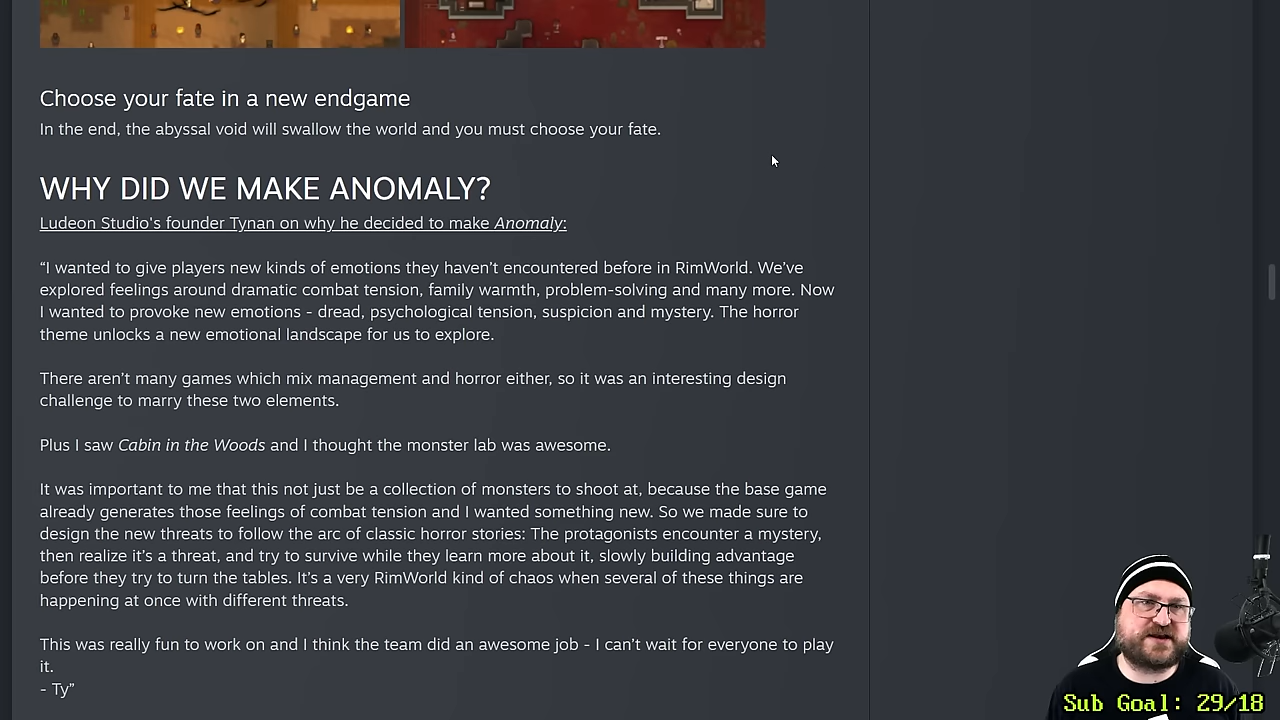 Choose your fate in a new endgame
In the end, the abyssal void will swallow the world and you must choose your fate.
WHY DID WE MAKE ANOMALY?
Ludeon Studio's founder Tynan on why he decided to make Anomaly:
“I wanted to give players new kinds of emotions they haven’t encountered before in RimWorld. We’ve
explored feelings around dramatic combat tension, family warmth, problem-solving and many more. Now
I wanted to provoke new emotions - dread, psychological tension, suspicion and mystery. The horror
theme unlocks a new emotional landscape for us to explore.
There aren’t many games which mix management and horror either, so it was an interesting design
challenge to marry these two elements.
Plus I saw Cabin in the Woods and I thought the monster lab was awesome.
It was important to me that this not just be a collection of monsters to shoot at, because the base game
already generates those feelings of combat tension and I wanted something new. So we made sure to
design the new threats to follow the arc of classic horror stories: The protagonists encounter a mystery,
then realize it’s a threat, and try to survive while they learn more about it, slowly building advantage
before they try to turn the tables. It’s a very RimWorld kind of chaos when several of these things are
happening at once with different threats.
This was really fun to work on and I think the team did an awesome job - I can’t wait for everyone to play
it.
- Ty”
Sub Goal: 29/18